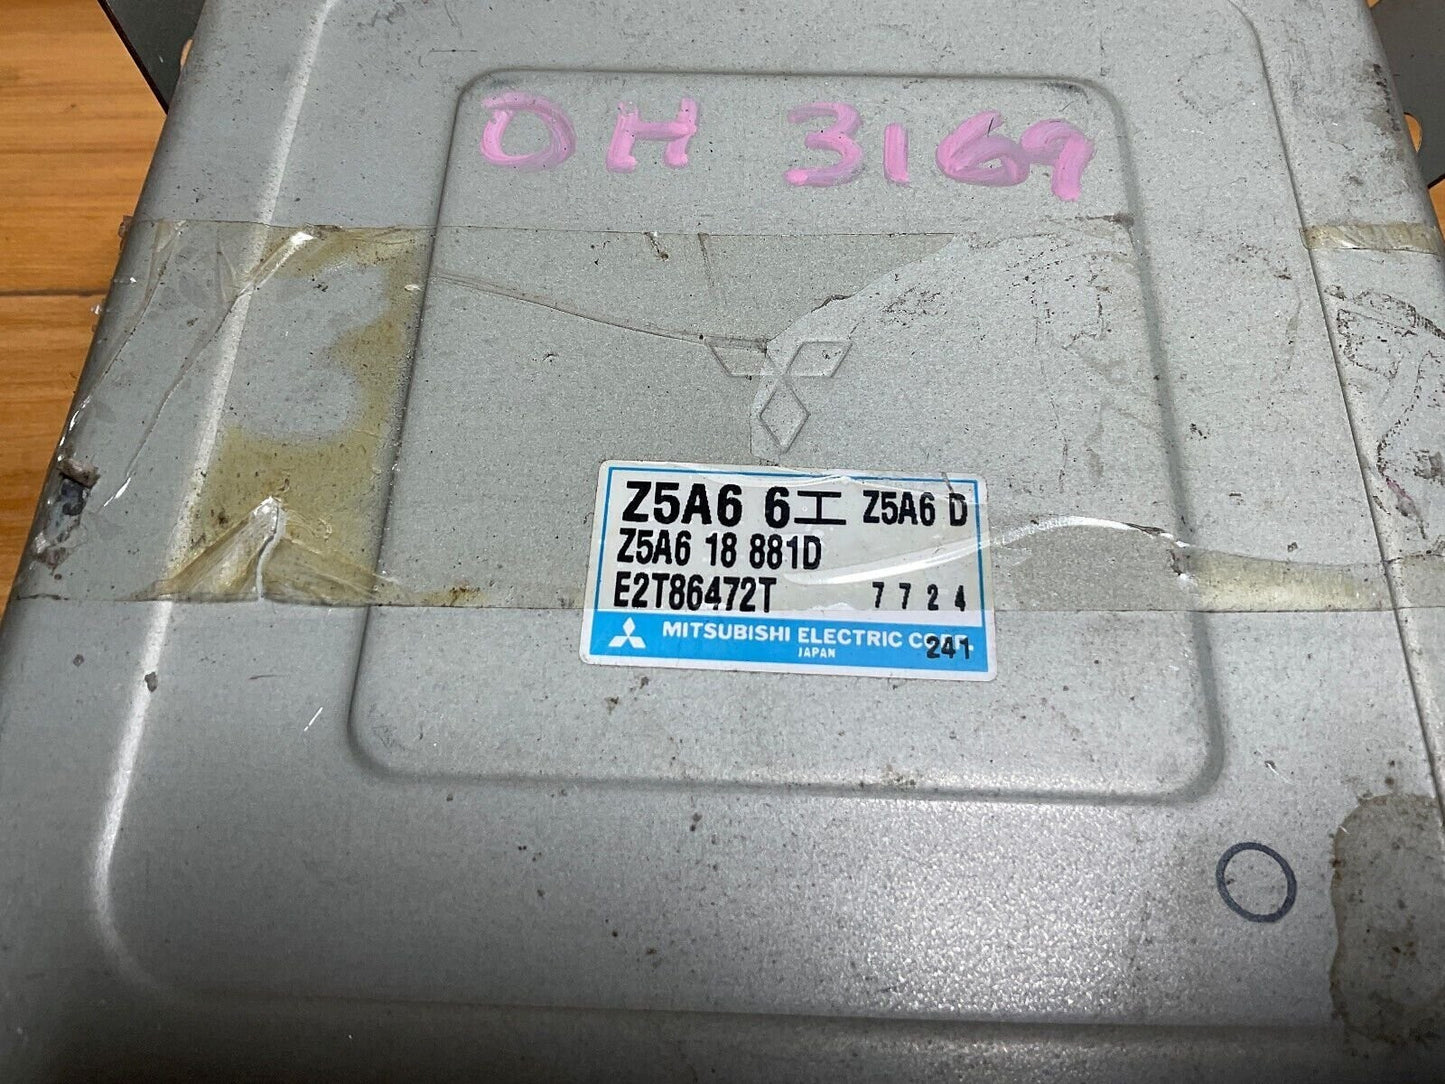 OH 3169
Z5A6 6エ Z5A6 D
Z5A6 18 881D
E2T86472T 7724
MITSUBISHI ELECTRIC CORP.
JAPAN
241